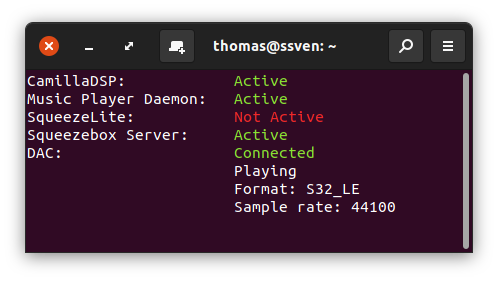 thomas@ssven: ~
CamillaDSP: Active
Music Player Daemon: Active
SqueezeLite: Not Active
Squeezebox Server: Active
DAC: Connected
Playing
Format: S32_LE
Sample rate: 44100